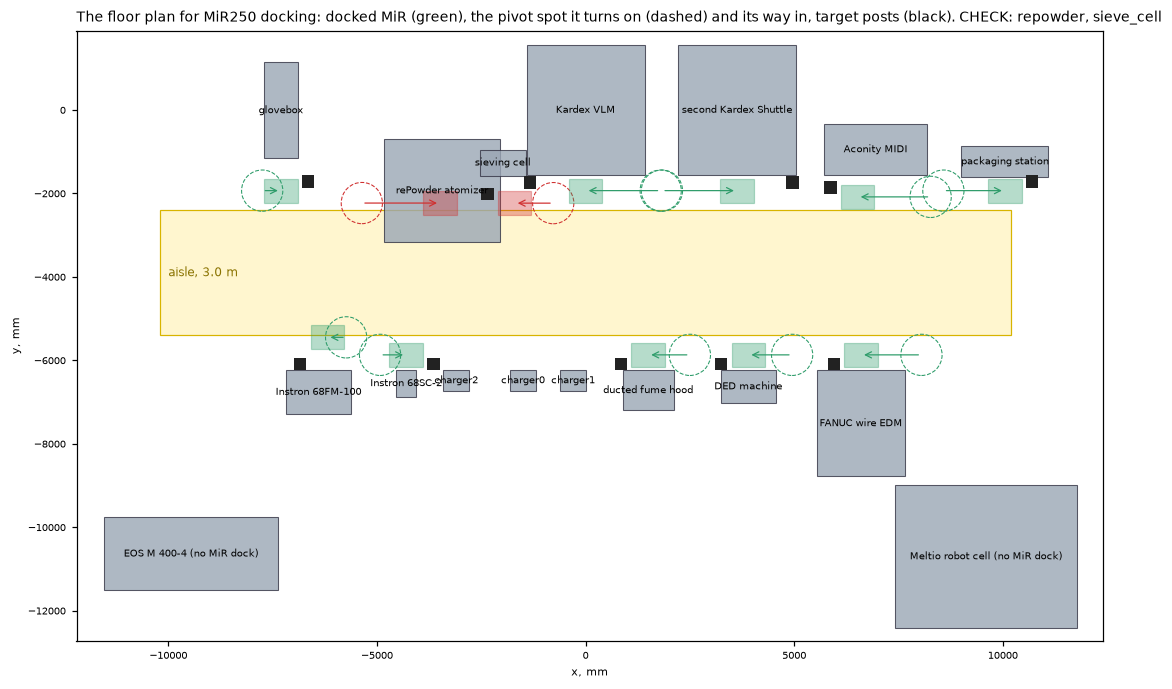 The floor plan for MiR250 docking: docked MiR (green), the pivot spot it turns on (dashed) and its way in, target posts (black). CHECK: repowder, sieve_cell
glovebox
Kardex VLM
second Kardex Shuttle
Aconity MIDI
packaging station
sieving cell
rePowder atomizer
aisle, 3.0 m
Instron 68FM-100
Instron 68SC-2
charger2
charger0
charger1
ducted fume hood
DED machine
FANUC wire EDM
EOS M 400-4 (no MiR dock)
Meltio robot cell (no MiR dock)
0
−2000
−4000
−6000
−8000
−10000
−12000
y, mm
−10000
−5000
0
5000
10000
x, mm